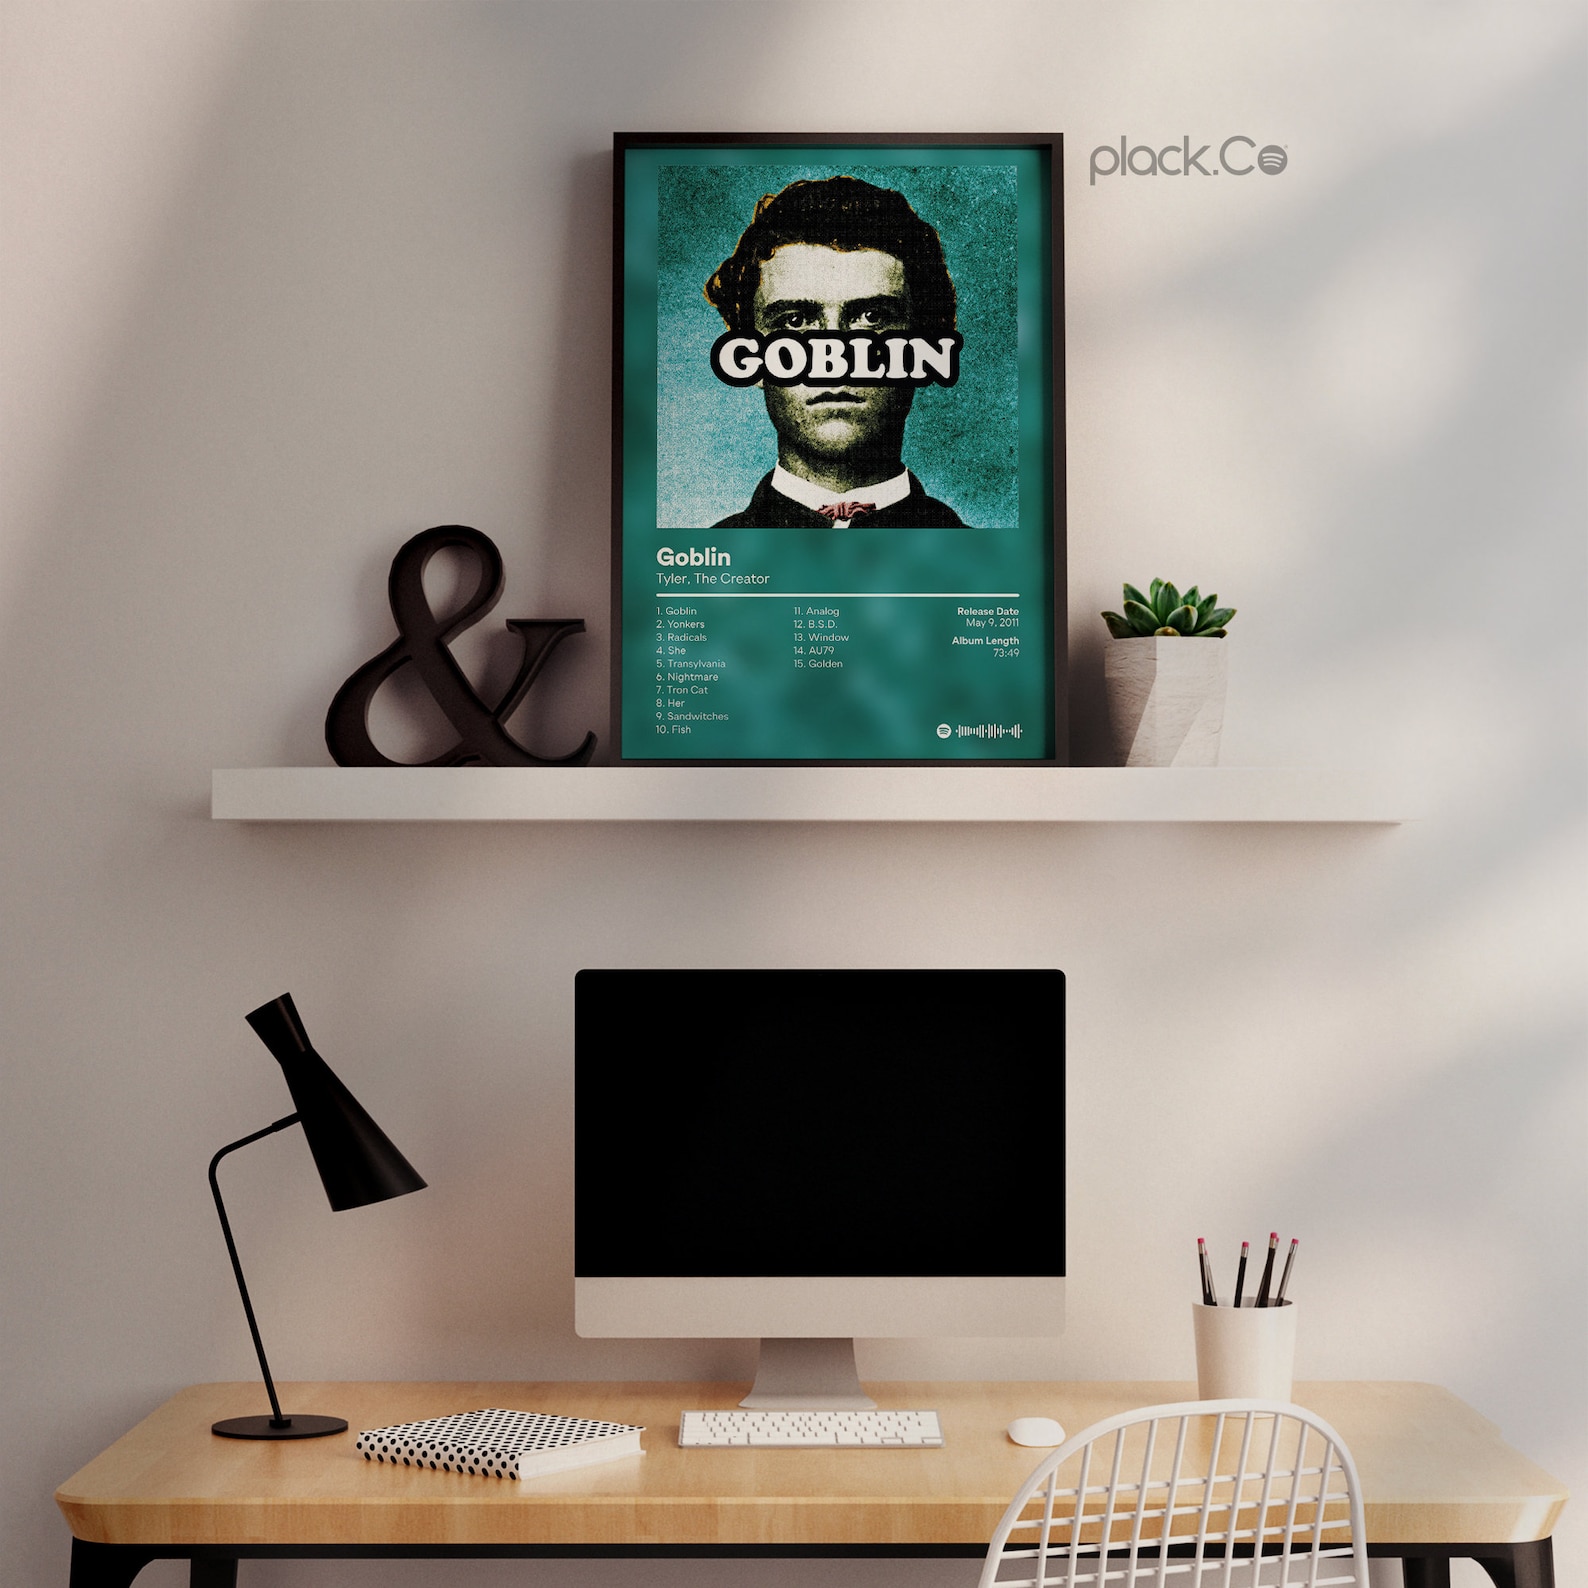 plack.Co
GOBLIN
Goblin
Tyler, The Creator
1. Goblin
2. Yonkers
3. Radicals
4. She
5. Transylvania
6. Nightmare
7. Tron Cat
8. Her
9. Sandwitches
10. Fish
11. Analog
12. B.S.D.
13. Window
14. AU79
15. Golden
Release Date
May 9, 2011
Album Length
73:49
&